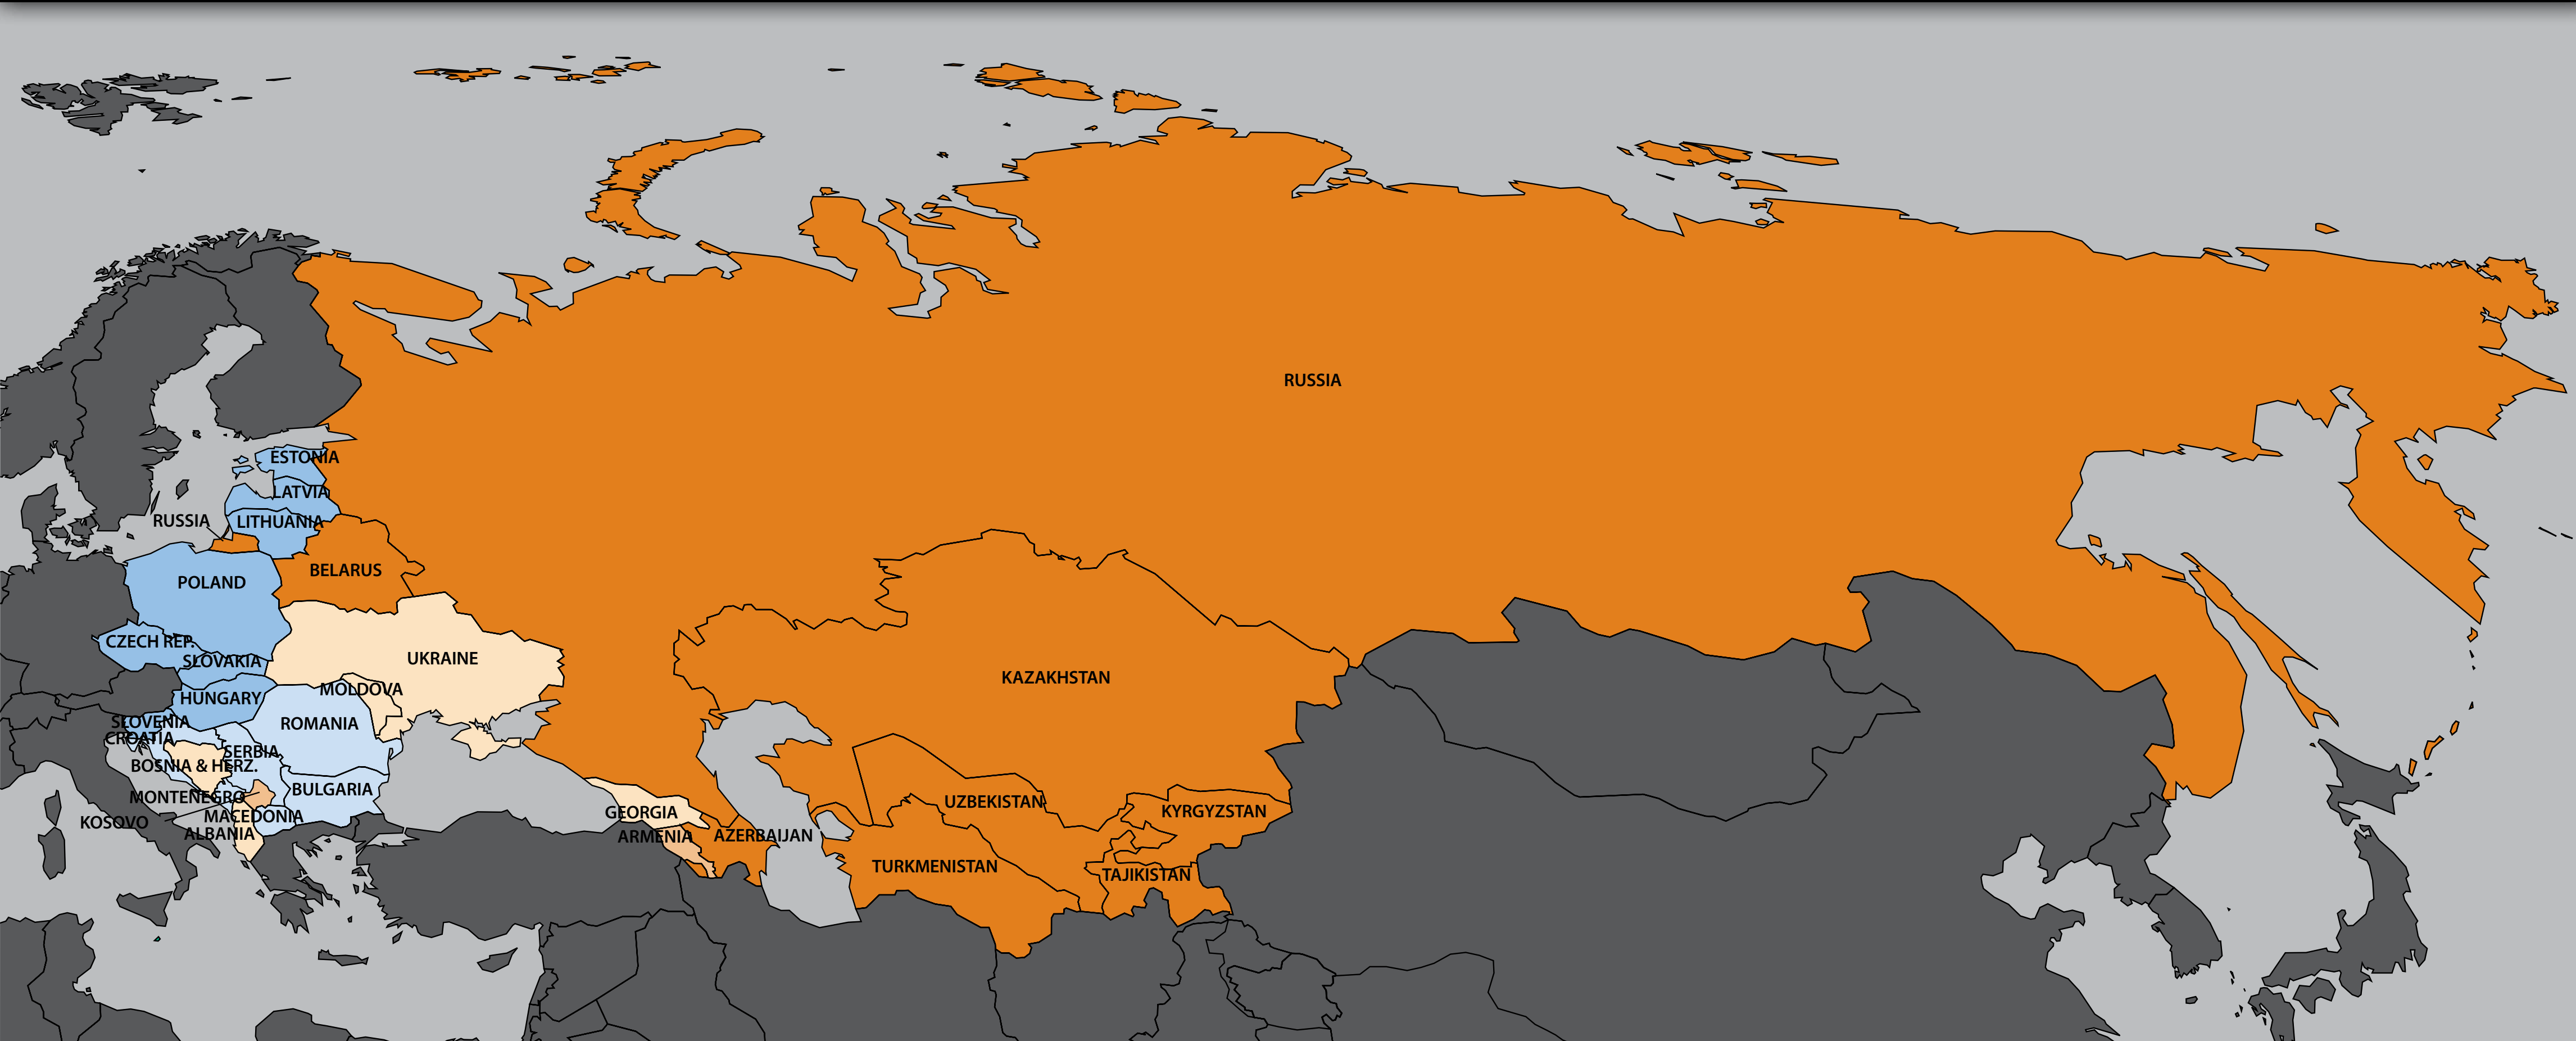 RUSSIA
ESTONIA
LATVIA
RUSSIA
LITHUANIA
BELARUS
POLAND
CZECH REP.
UKRAINE
SLOVAKIA
KAZAKHSTAN
MOLDOVA
HUNGARY
SLOVENIA
ROMANIA
CROATIA
SERBIA
BOSNIA & HERZ.
BULGARIA
MONTENEGRO
UZBEKISTAN
KYRGYZSTAN
GEORGIA
MACEDONIA
KOSOVO
ALBANIA
ARMENIA
AZERBAIJAN
TURKMENISTAN
TAJIKISTAN